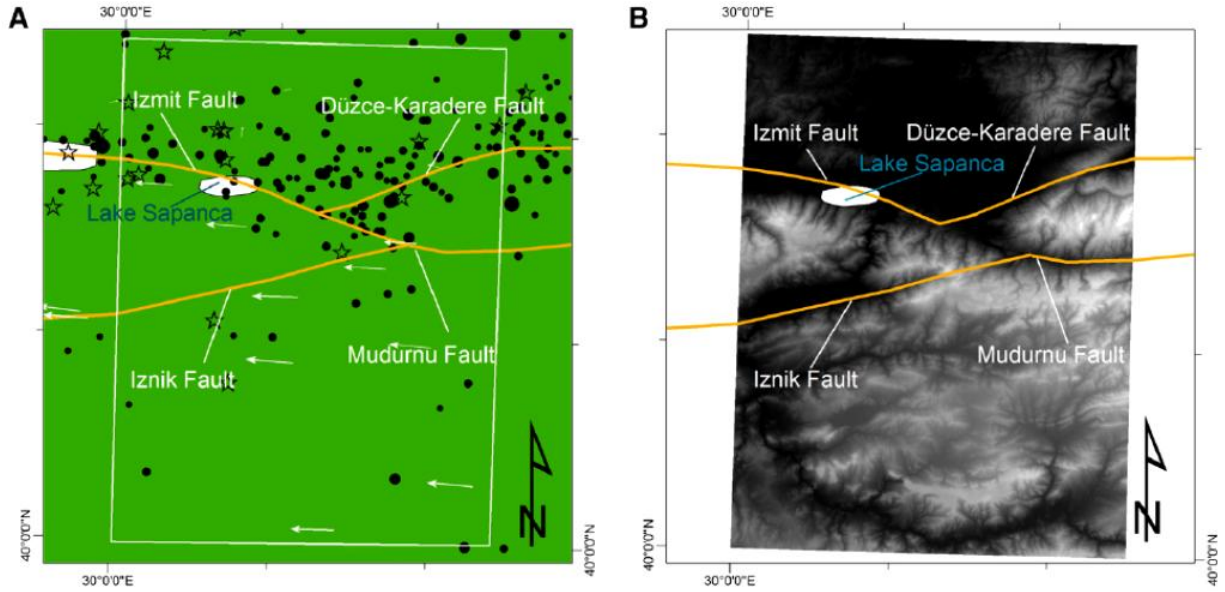 A
30°0'0"E
Izmit Fault
Düzce-Karadere Fault
Lake Sapanca
Iznik Fault
Mudurnu Fault
N
40°0'0"N
40°0'0"N
30°0'0"E
B
30°0'0"E
Izmit Fault
Düzce-Karadere Fault
Lake Sapanca
Iznik Fault
Mudurnu Fault
N
40°0'0"N
40°0'0"N
30°0'0"E